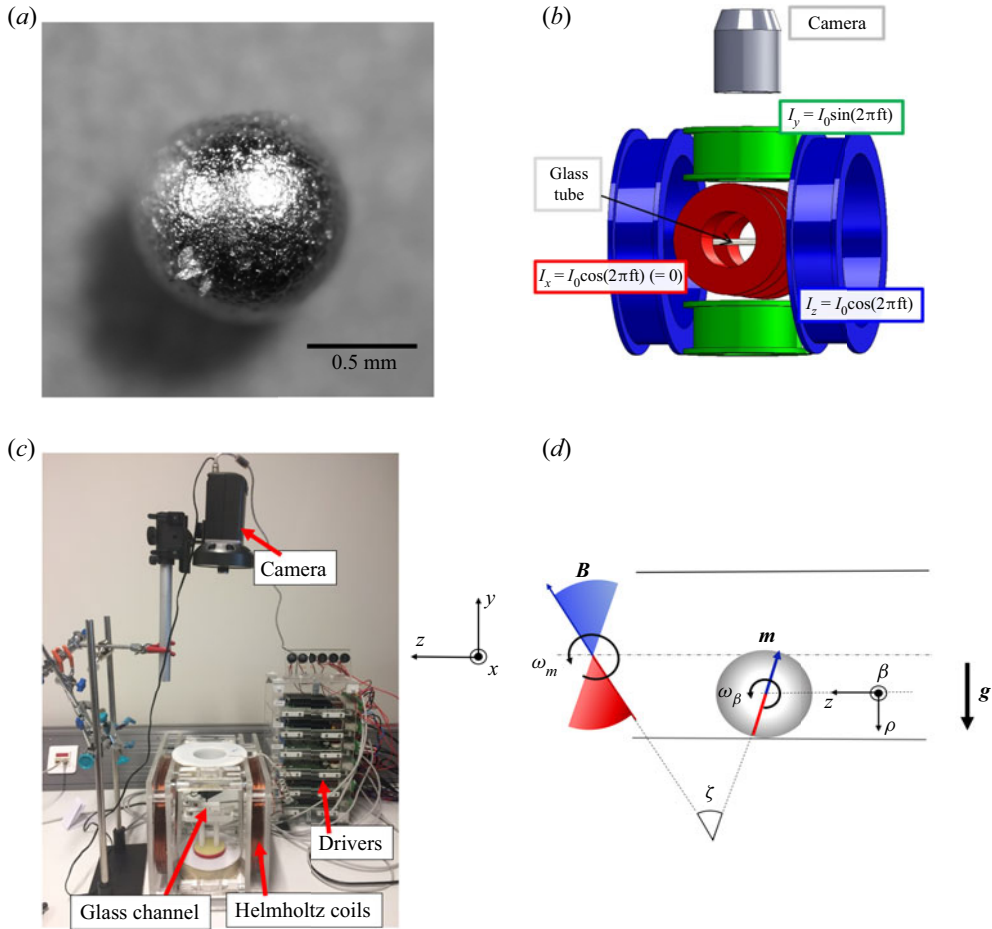 (a)
0.5 mm
(b)
Camera
I_y = I_0sin(2πft)
Glass
tube
I_x = I_0cos(2πft) (= 0)
I_z = I_0cos(2πft)
(c)
Camera
Drivers
Glass channel
Helmholtz coils
y
z
x
(d)
B
ω_m
m
ω_β
β
z
ρ
g
ζ